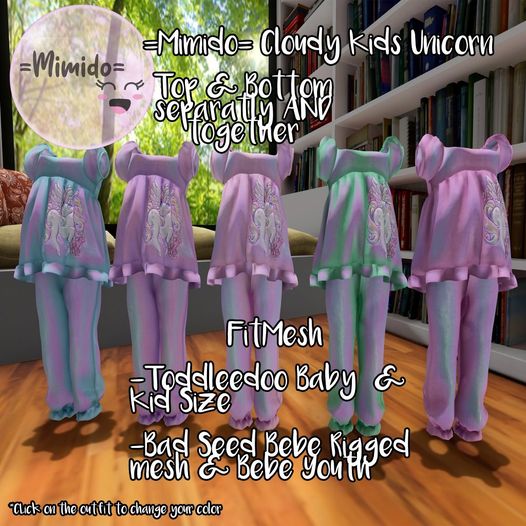 =Mimido=
=Mimido= Cloudy Kids Unicorn
Top & Bottom
separatly AND
Together
FitMesh
-Toddleedoo Baby &
Kid Size
-Bad Seed Bebe Rigged
mesh & Bebe Youth
*Click on the outfit to change your color